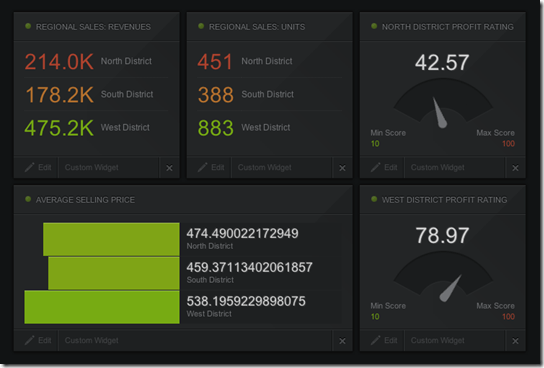 REGIONAL SALES: REVENUES
214.0K North District
178.2K South District
475.2K West District
Edit Custom Widget ×
REGIONAL SALES: UNITS
451 North District
388 South District
883 West District
Edit Custom Widget ×
NORTH DISTRICT PROFIT RATING
42.57
Min Score Max Score
10 100
Edit Custom Widget ×
AVERAGE SELLING PRICE
474.490022172949
North District
459.37113402061857
South District
538.1959229898075
West District
Edit Custom Widget ×
WEST DISTRICT PROFIT RATING
78.97
Min Score Max Score
10 100
Edit Custom Widget ×